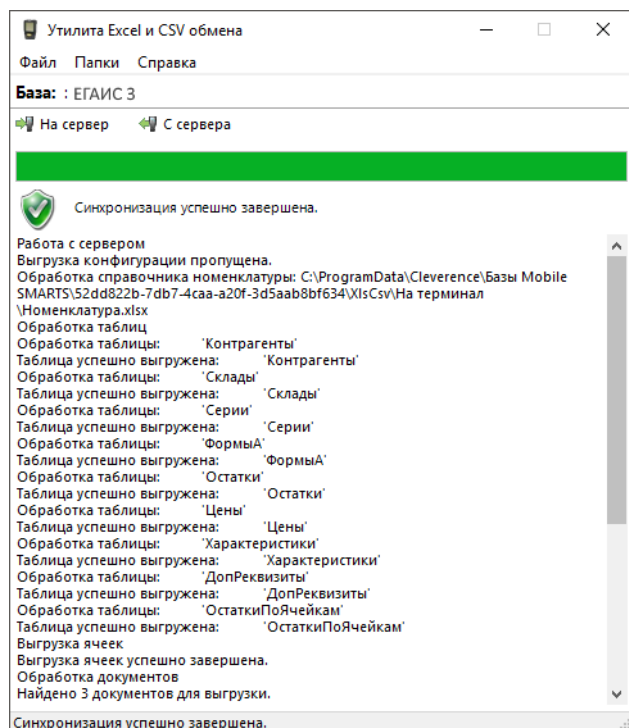 Утилита Excel и CSV обмена
Файл Папки Справка
База: : ЕГАИС 3
На сервер С сервера
Синхронизация успешно завершена.
Работа с сервером
Выгрузка конфигурации пропущена.
Обработка справочника номенклатуры: C:\ProgramData\Cleverence\Базы Mobile
SMARTS\52dd822b-7db7-4caa-a20f-3d5aab8bf634\XlsCsv\На терминал
\Номенклатура.xlsx
Обработка таблиц
Обработка таблицы: 'Контрагенты'
Таблица успешно выгружена: 'Контрагенты'
Обработка таблицы: 'Склады'
Таблица успешно выгружена: 'Склады'
Обработка таблицы: 'Серии'
Таблица успешно выгружена: 'Серии'
Обработка таблицы: 'ФормыА'
Таблица успешно выгружена: 'ФормыА'
Обработка таблицы: 'Остатки'
Таблица успешно выгружена: 'Остатки'
Обработка таблицы: 'Цены'
Таблица успешно выгружена: 'Цены'
Обработка таблицы: 'Характеристики'
Таблица успешно выгружена: 'Характеристики'
Обработка таблицы: 'ДопРеквизиты'
Таблица успешно выгружена: 'ДопРеквизиты'
Обработка таблицы: 'ОстаткиПоЯчейкам'
Таблица успешно выгружена: 'ОстаткиПоЯчейкам'
Выгрузка ячеек
Выгрузка ячеек успешно завершена.
Обработка документов
Найдено 3 документов для выгрузки.
Синхронизация успешно завершена.